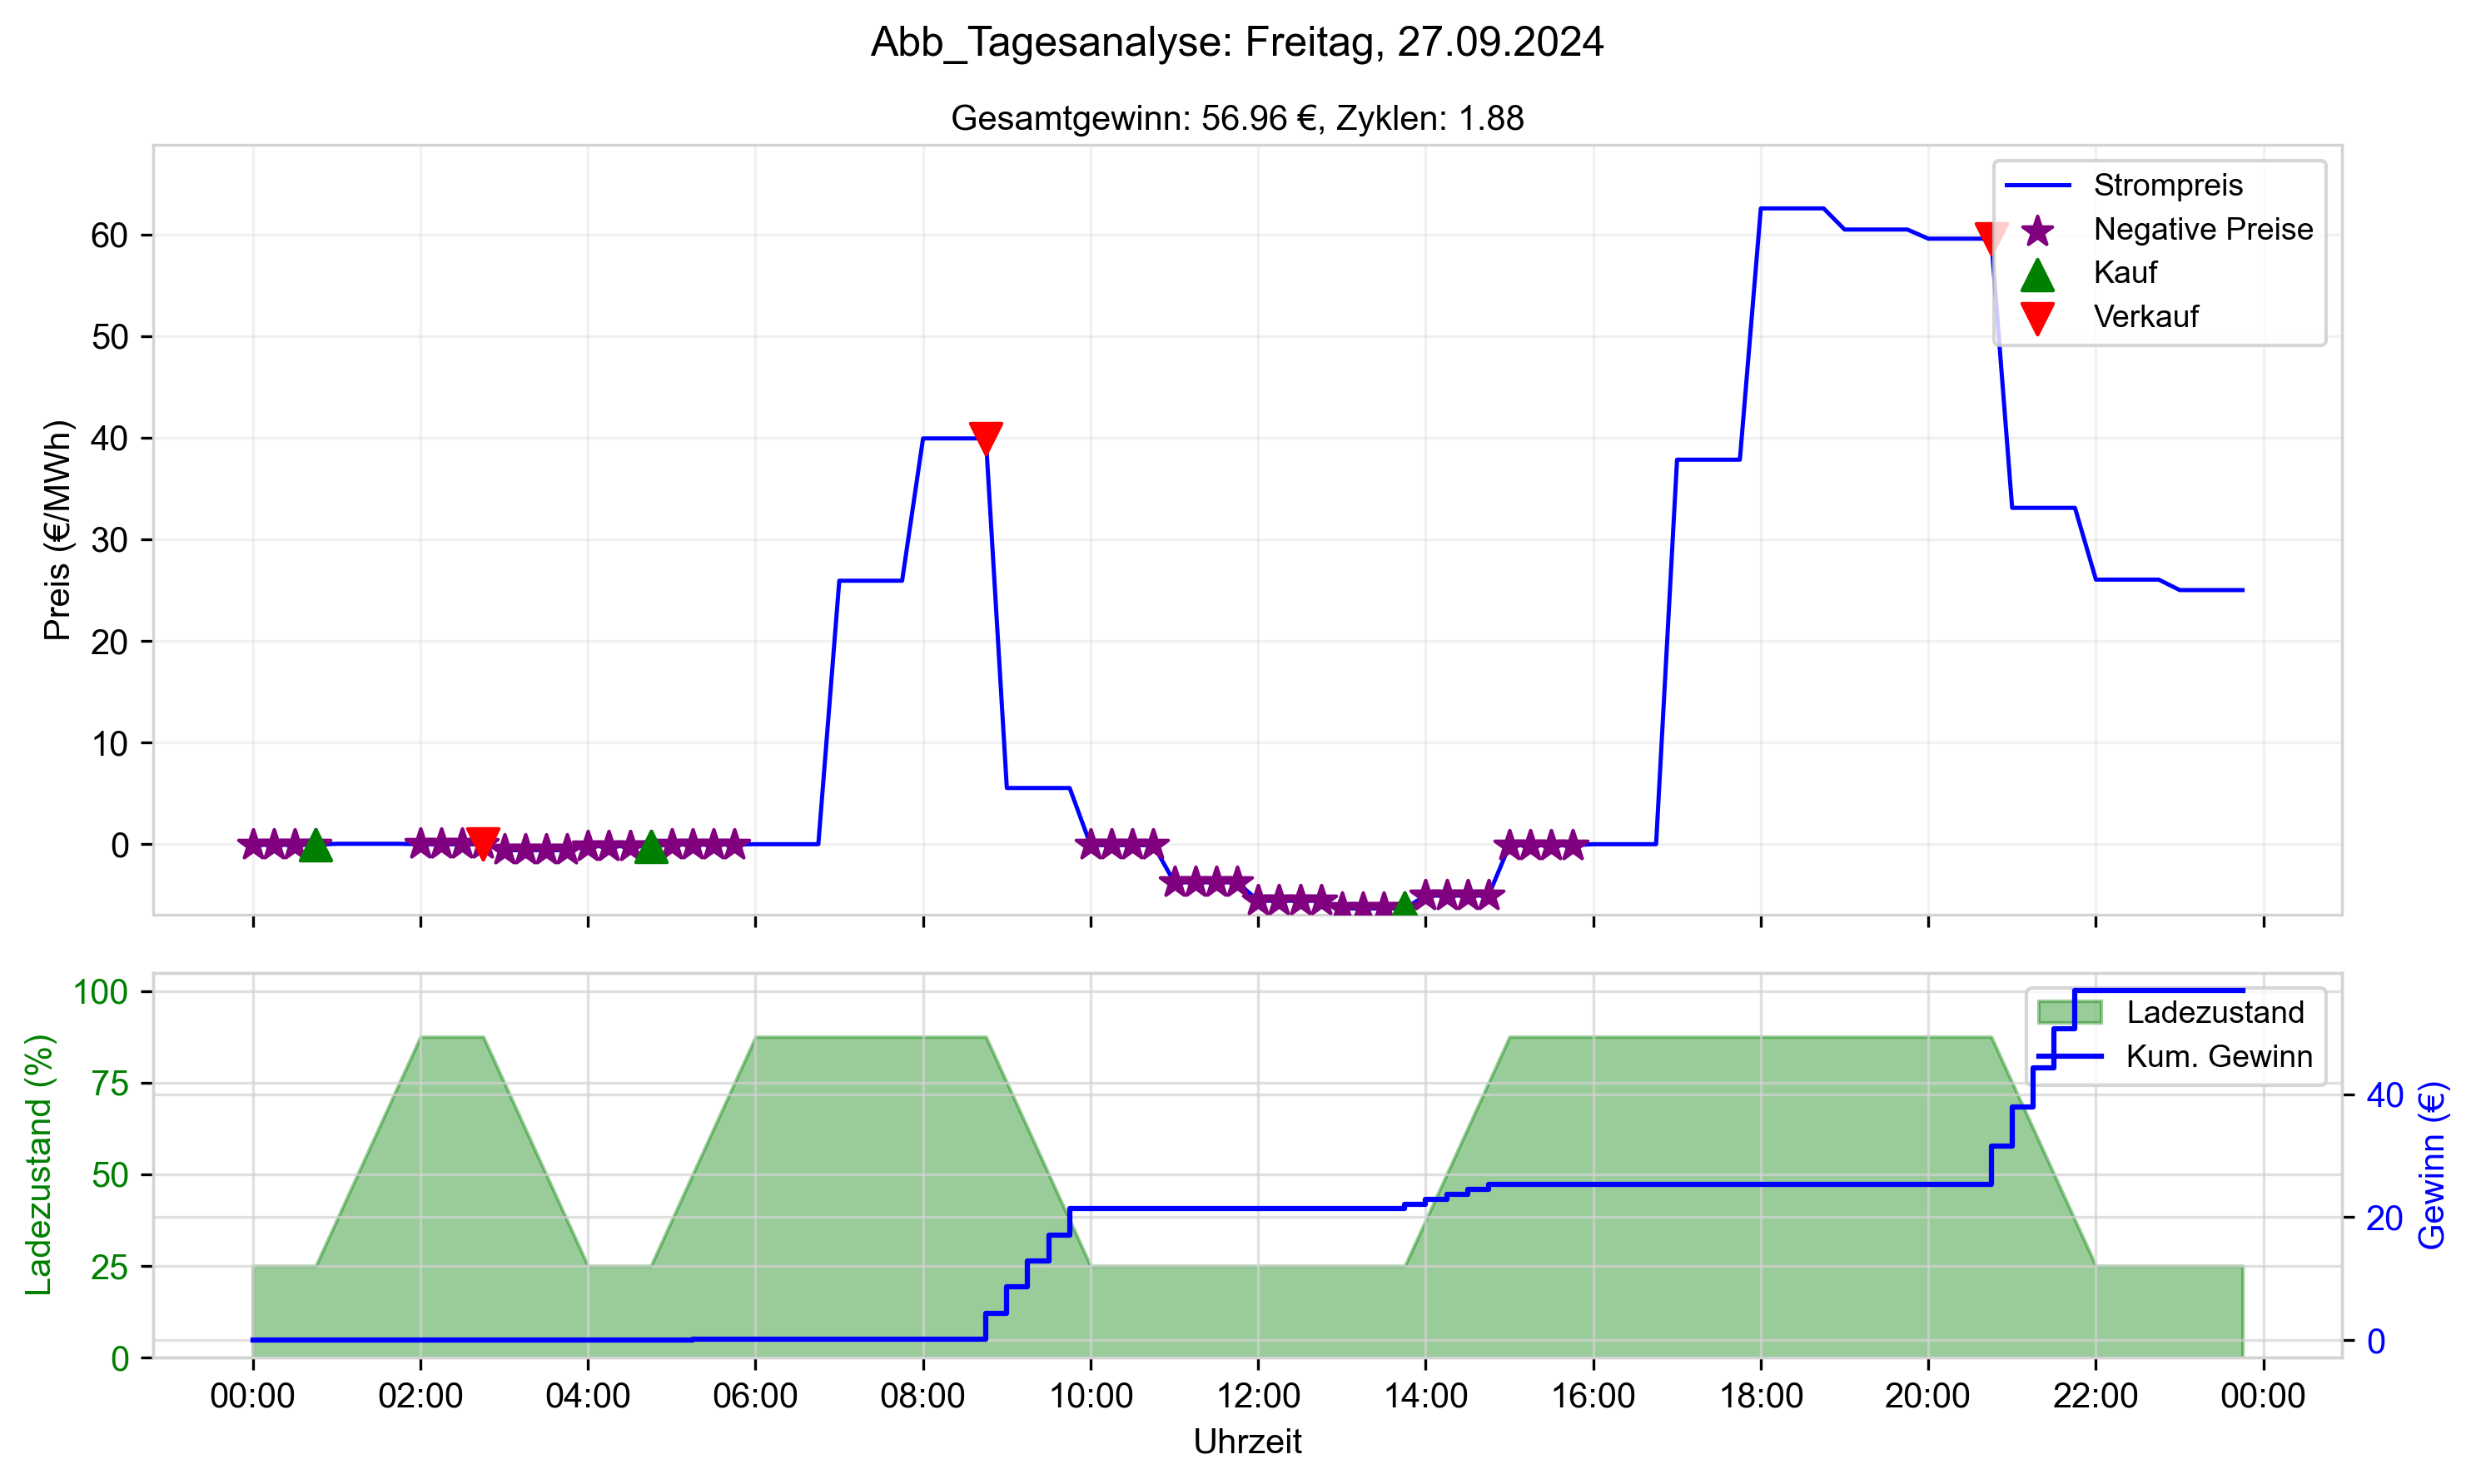 Abb_Tagesanalyse: Freitag, 27.09.2024
Gesamtgewinn: 56.96 €, Zyklen: 1.88
Preis (€/MWh)
60
50
40
30
20
10
0
Strompreis
Negative Preise
Kauf
Verkauf
Ladezustand (%)
100
75
50
25
0
Ladezustand
Kum. Gewinn
Gewinn (€)
40
20
0
00:00 02:00 04:00 06:00 08:00 10:00 12:00 14:00 16:00 18:00 20:00 22:00 00:00
Uhrzeit